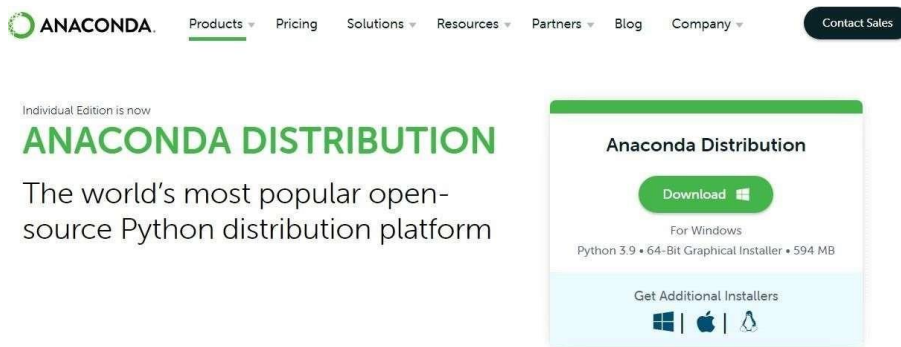 ANACONDA.
Products
Pricing
Solutions
Resources
Partners
Blog
Company
Contact Sales
Individual Edition is now
ANACONDA DISTRIBUTION
The world's most popular open-
source Python distribution platform
Anaconda Distribution
Download
For Windows
Python 3.9 • 64-Bit Graphical Installer • 594 MB
Get Additional Installers